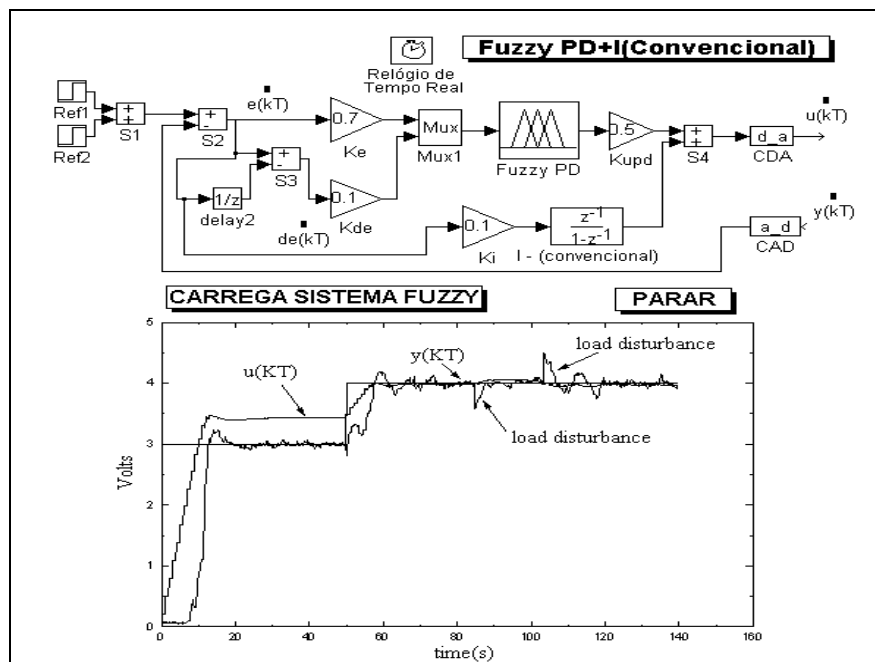 Fuzzy PD+I(Convencional)
Relógio de
Tempo Real
Ref1
Ref2
+
+
S1
+
-
S2
e(kT)
0.7
Ke
Mux
Mux1
Fuzzy PD
0.5
Kupd
+
+
S4
d_a
CDA
u(kT)
+
-
S3
1/z
delay2
de(kT)
0.1
Kde
0.1
Ki
z-1
1-z-1
I - (convencional)
a_d
CAD
y(kT)
CARREGA SISTEMA FUZZY
PARAR
5
4
3
2
1
0
Volts
u(KT)
y(KT)
load disturbance
load disturbance
0 20 40 60 80 100 120 140 160
time(s)